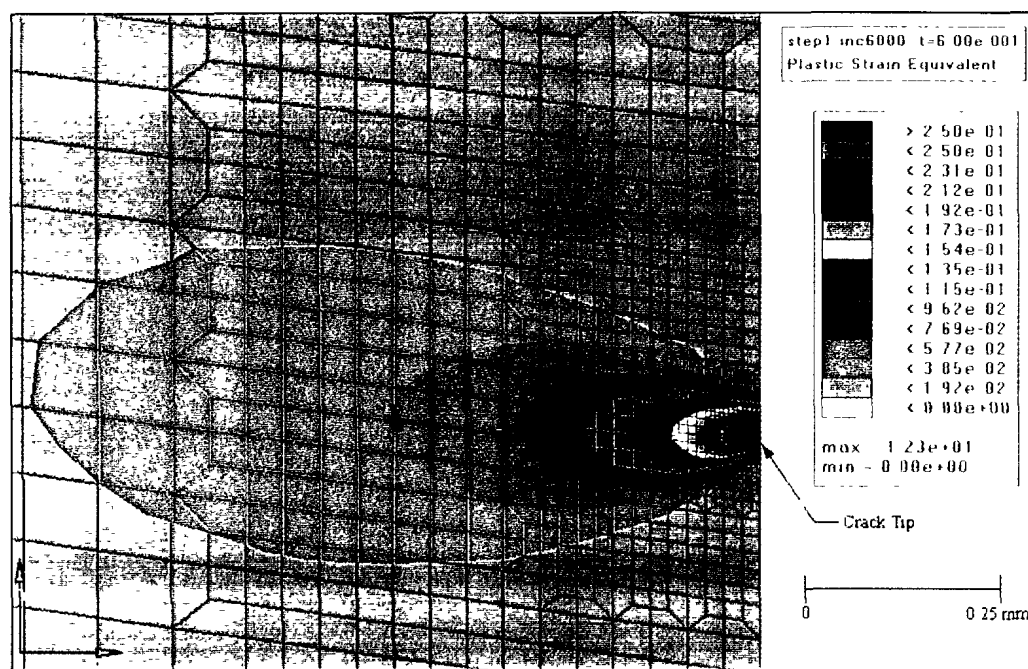 step1 inc6000 t=6.00e-001
Plastic Strain Equivalent
> 2.50e-01
< 2.50e-01
< 2.31e-01
< 2.12e-01
< 1.92e-01
< 1.73e-01
< 1.54e-01
< 1.35e-01
< 1.15e-01
< 9.62e-02
< 7.69e-02
< 5.77e-02
< 3.85e-02
< 1.92e-02
< 0.00e+00
max = 1.23e+01
min = 0.00e+00
Crack Tip
0 0.25 mm